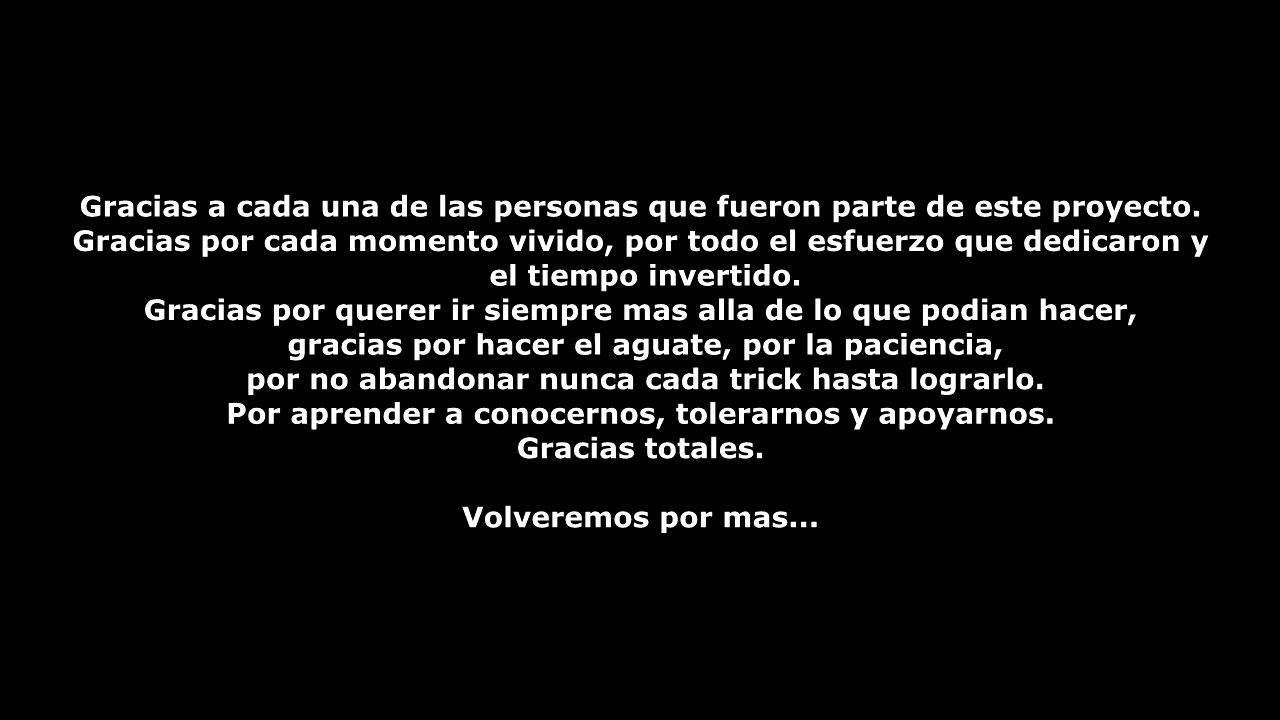 Gracias a cada una de las personas que fueron parte de este proyecto.
Gracias por cada momento vivido, por todo el esfuerzo que dedicaron y
el tiempo invertido.
Gracias por querer ir siempre mas alla de lo que podian hacer,
gracias por hacer el aguate, por la paciencia,
por no abandonar nunca cada trick hasta lograrlo.
Por aprender a conocernos, tolerarnos y apoyarnos.
Gracias totales.
Volveremos por mas...